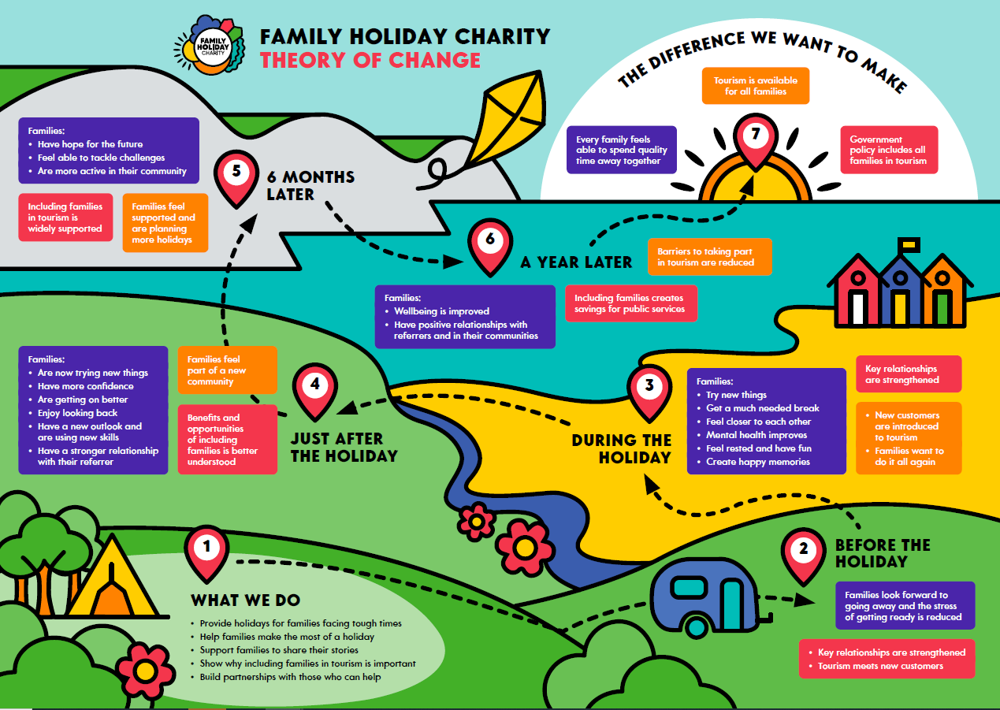 FAMILY
HOLIDAY
CHARITY
FAMILY HOLIDAY CHARITY
THEORY OF CHANGE
THE DIFFERENCE WE WANT TO MAKE
Tourism is available
for all families
7
Every family feels
able to spend quality
time away together
Government
policy includes all
families in tourism
Families:
• Have hope for the future
• Feel able to tackle challenges
• Are more active in their community
5
6 MONTHS
LATER
Including families
in tourism is
widely supported
Families feel
supported and
are planning
more holidays
6
A YEAR LATER
Barriers to taking part
in tourism are reduced
Families:
• Wellbeing is improved
• Have positive relationships with
referrers and in their communities
Including families creates
savings for public services
Families:
• Are now trying new things
• Have more confidence
• Are getting on better
• Enjoy looking back
• Have a new outlook and
are using new skills
• Have a stronger relationship
with their referrer
Families feel
part of a new
community
Benefits and
opportunities
of including
families is better
understood
4
JUST AFTER
THE HOLIDAY
3
DURING THE
HOLIDAY
Families:
• Try new things
• Get a much needed break
• Feel closer to each other
• Mental health improves
• Feel rested and have fun
• Create happy memories
Key relationships
are strengthened
• New customers
are introduced
to tourism
• Families want to
do it all again
1
WHAT WE DO
• Provide holidays for families facing tough times
• Help families make the most of a holiday
• Support families to share their stories
• Show why including families in tourism is important
• Build partnerships with those who can help
2
BEFORE THE
HOLIDAY
Families look forward to
going away and the stress
of getting ready is reduced
• Key relationships are strengthened
• Tourism meets new customers